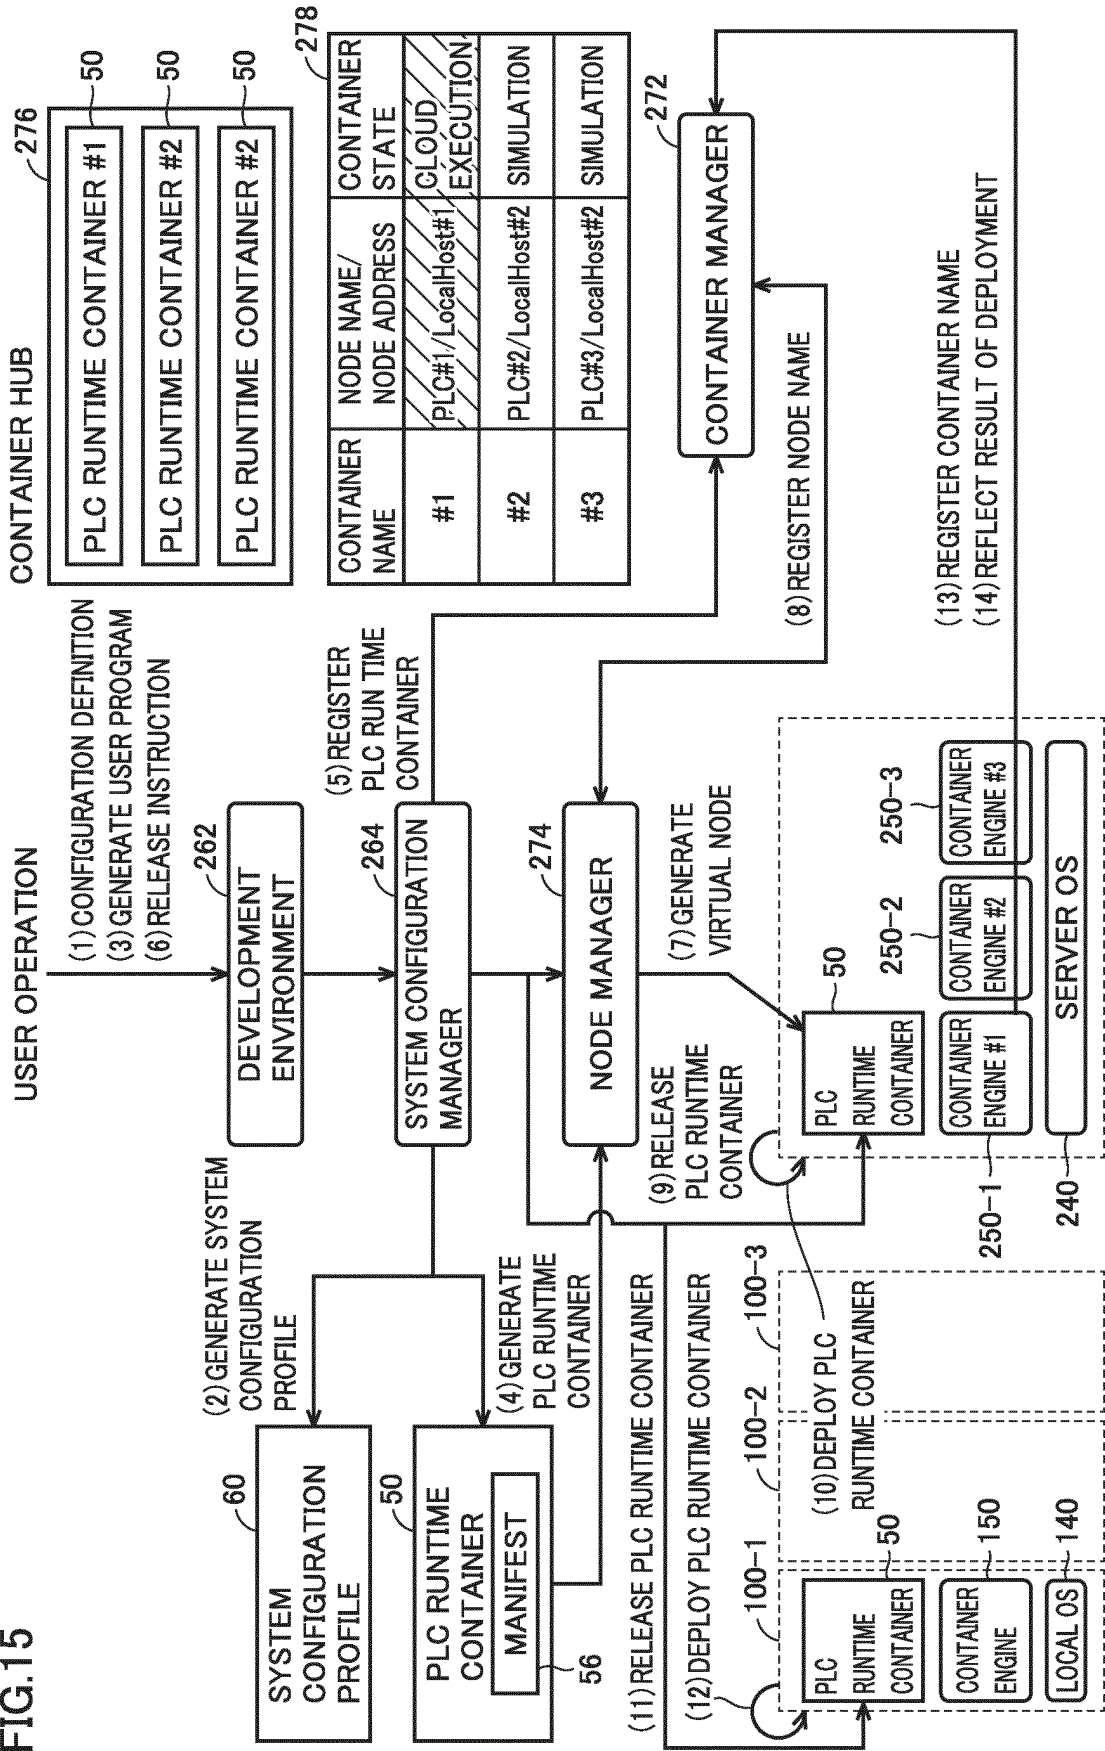 FIG.15
USER OPERATION
(1)CONFIGURATION DEFINITION
(3)GENERATE USER PROGRAM
(6)RELEASE INSTRUCTION
CONTAINER HUB
276
PLC RUNTIME CONTAINER #1
50
PLC RUNTIME CONTAINER #2
50
PLC RUNTIME CONTAINER #2
50
278
CONTAINER
NAME
NODE NAME/
NODE ADDRESS
CONTAINER
STATE
#1
PLC#1/LocalHost#1
CLOUD
EXECUTION
#2
PLC#2/LocalHost#2
SIMULATION
#3
PLC#3/LocalHost#2
SIMULATION
262
DEVELOPMENT
ENVIRONMENT
(2)GENERATE SYSTEM
CONFIGURATION
PROFILE
60
SYSTEM
CONFIGURATION
PROFILE
264
SYSTEM CONFIGURATION
MANAGER
(5)REGISTER
PLC RUN TIME
CONTAINER
50
PLC RUNTIME
CONTAINER
MANIFEST
56
(4)GENERATE
PLC RUNTIME
CONTAINER
274
NODE MANAGER
272
CONTAINER MANAGER
(7)GENERATE
VIRTUAL NODE
(8)REGISTER NODE NAME
(9)RELEASE
PLC RUNTIME
CONTAINER
(11)RELEASE PLC RUNTIME CONTAINER
(12)DEPLOY PLC RUNTIME CONTAINER
100-1
100-2
100-3
(10)DEPLOY PLC
RUNTIME CONTAINER
PLC
RUNTIME
CONTAINER
50
CONTAINER
ENGINE
150
LOCAL OS
140
PLC
RUNTIME
CONTAINER
50
250-1
CONTAINER
ENGINE #1
250-2
CONTAINER
ENGINE #2
250-3
CONTAINER
ENGINE #3
240
SERVER OS
(13)REGISTER CONTAINER NAME
(14)REFLECT RESULT OF DEPLOYMENT